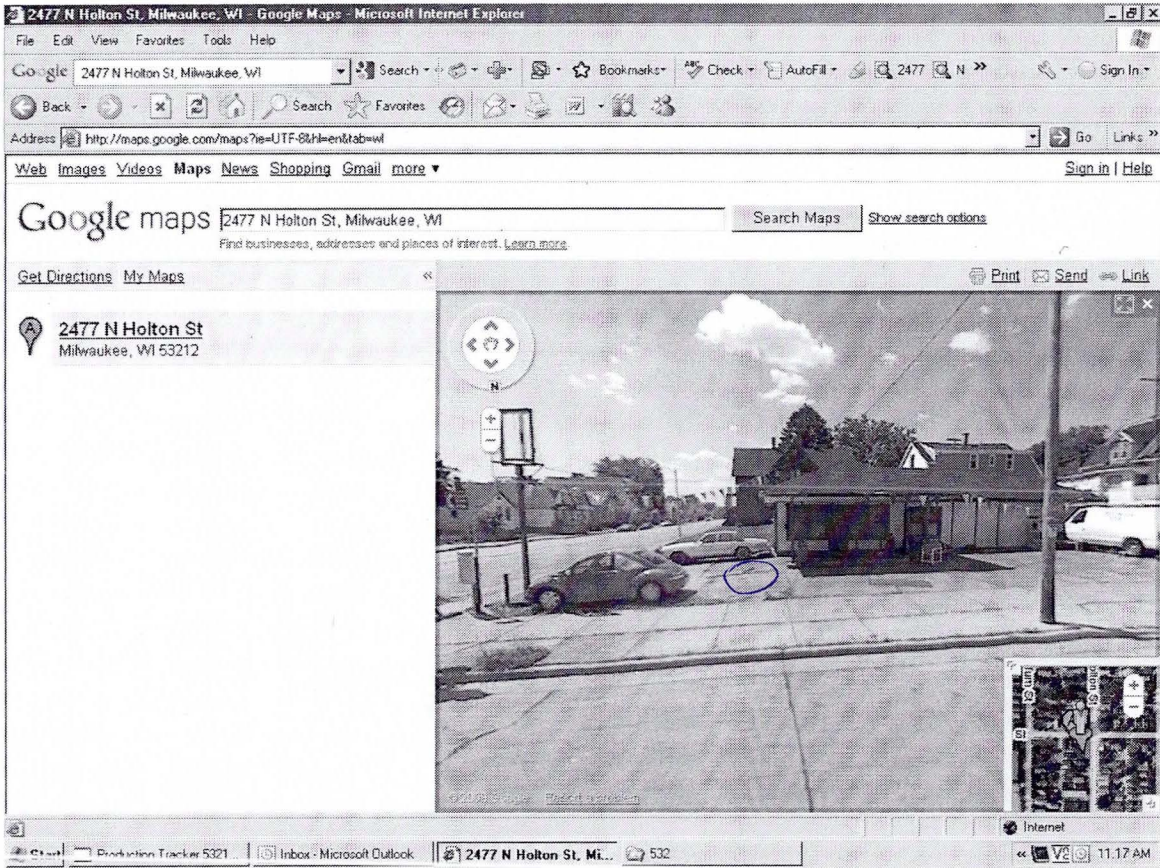 2477 N Holton St, Milwaukee, WI - Google Maps - Microsoft Internet Explorer
File Edit View Favorites Tools Help
Google 2477 N Holton St, Milwaukee, WI Search Bookmarks Check AutoFill 2477 N » Sign In
Back Search Favorites
Address http://maps.google.com/maps?ie=UTF-8&hl=en&tab=wl Go Links »
Web Images Videos Maps News Shopping Gmail more ▼ Sign in | Help
Google maps 2477 N Holton St, Milwaukee, WI Search Maps Show search options
Find businesses, addresses and places of interest. Learn more.
Get Directions My Maps « Print Send Link
A 2477 N Holton St
Milwaukee, WI 53212
N
Report a problem
Internet
Start Production Tracker 5321... Inbox - Microsoft Outlook 2477 N Holton St, Mi... 532 « 11:17 AM